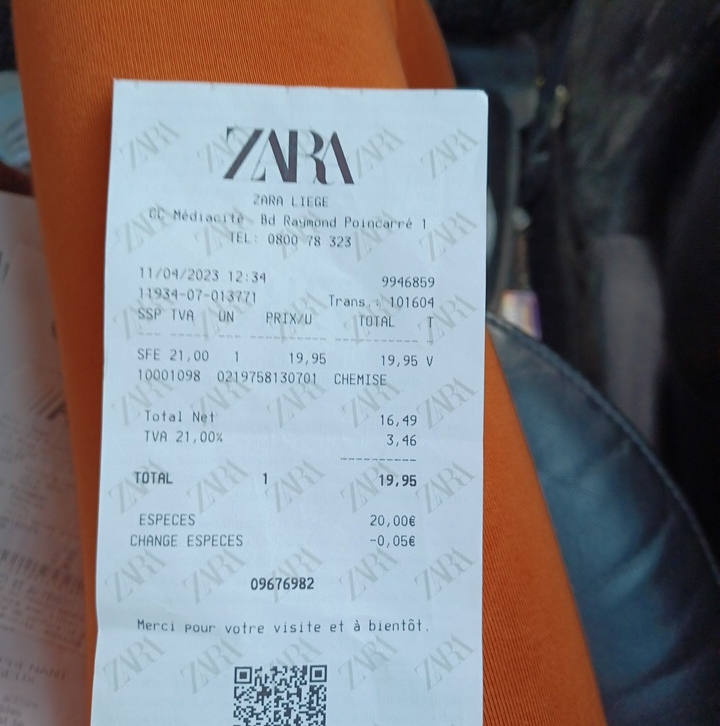 ZARA
ZARA LIEGE
CC Médiacité - Bd Raymond Poincarré 1
TEL: 0800 78 323
11/04/2023 12:34 9946859
11934-07-013771 Trans.: 101604
SSP TVA UN PRIX/U TOTAL T
SFE 21,00 1 19,95 19,95 V
10001098 0219758130701 CHEMISE
Total Net 16,49
TVA 21,00% 3,46
TOTAL 1 19,95
ESPECES 20,00€
CHANGE ESPECES -0,05€
09676982
Merci pour votre visite et à bientôt.